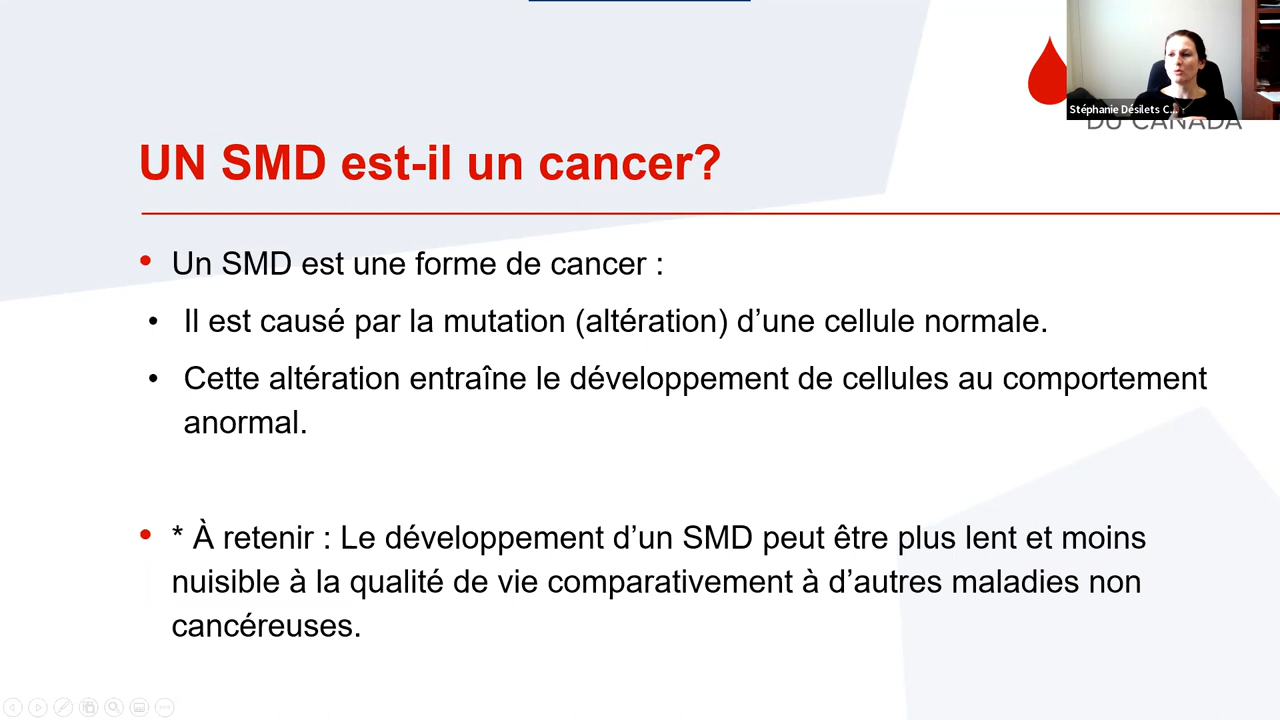 Stéphanie Désilets C...
DU CANADA
UN SMD est-il un cancer?
• Un SMD est une forme de cancer :
• Il est causé par la mutation (altération) d’une cellule normale.
• Cette altération entraîne le développement de cellules au comportement
anormal.
• * À retenir : Le développement d’un SMD peut être plus lent et moins
nuisible à la qualité de vie comparativement à d’autres maladies non
cancéreuses.